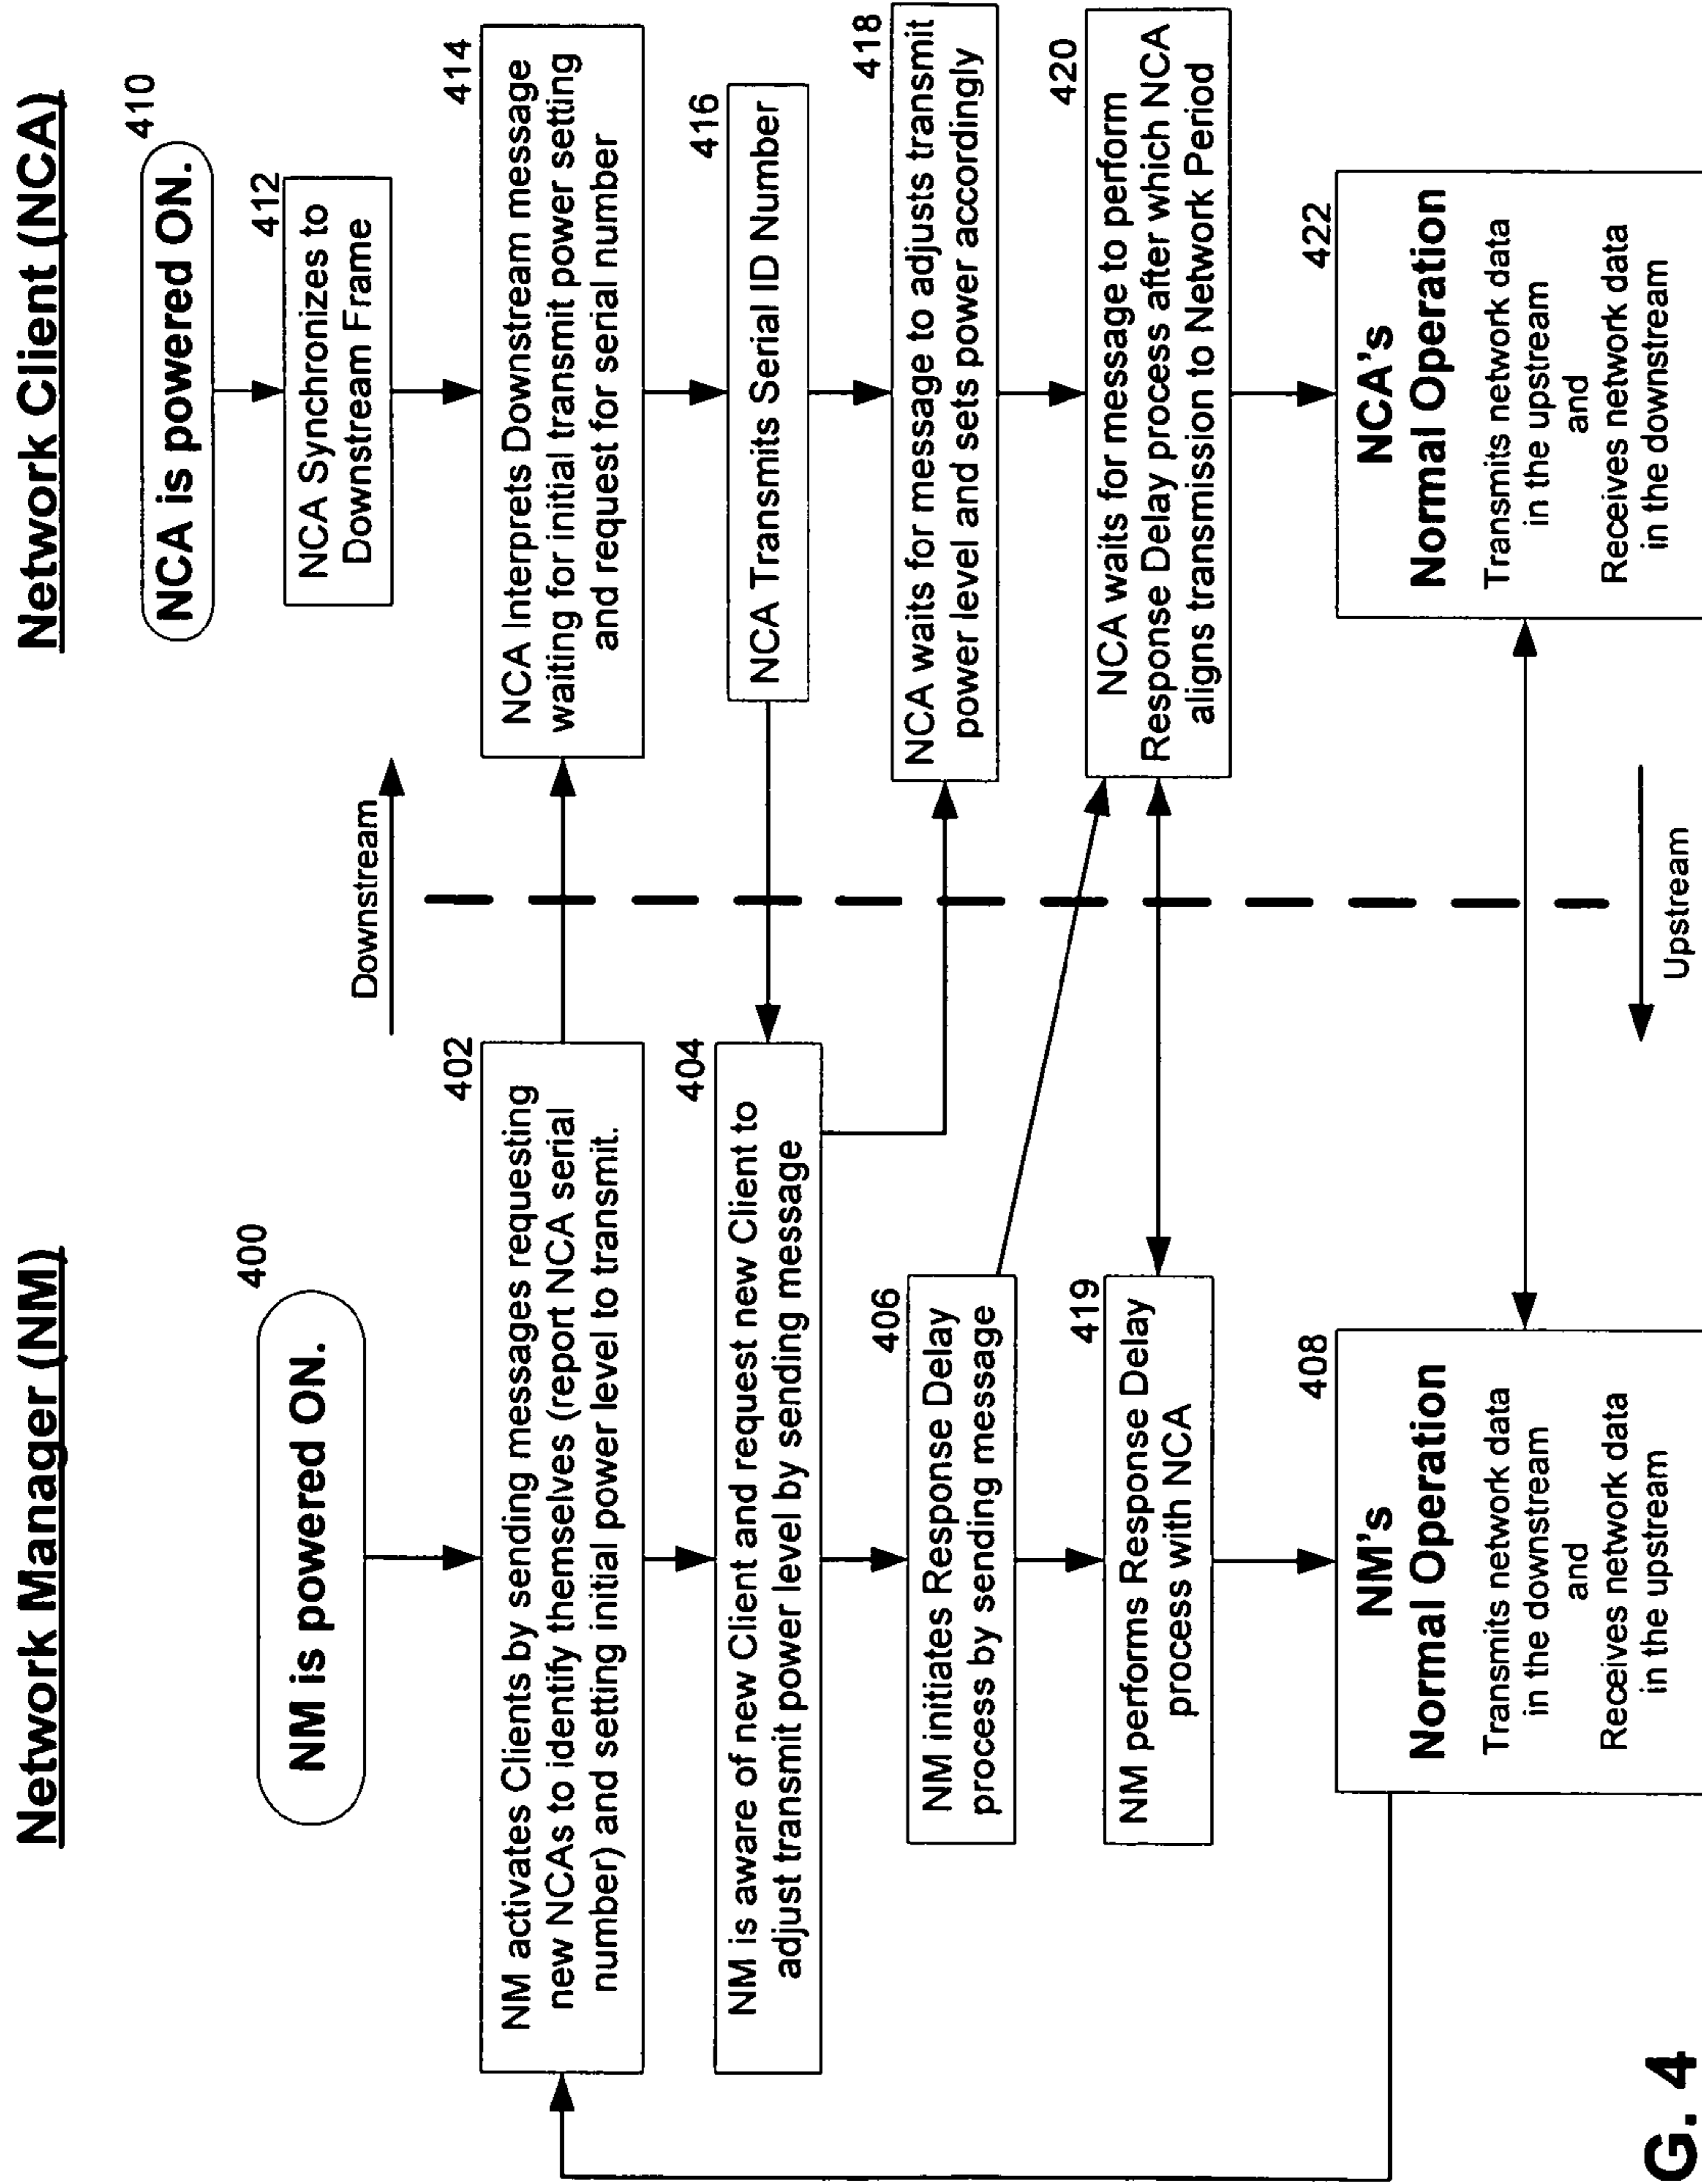 Network Manager (NM)
400
NM is powered ON.
402
NM activates Clients by sending messages requesting
new NCAs to identify themselves (report NCA serial
number) and setting initial power level to transmit.
404
NM is aware of new Client and request new Client to
adjust transmit power level by sending message
406
NM initiates Response Delay
process by sending message
419
NM performs Response Delay
process with NCA
408
NM's
Normal Operation
Transmits network data
in the downstream
and
Receives network data
in the upstream
Downstream
Upstream
Network Client (NCA)
410
NCA is powered ON.
412
NCA Synchronizes to
Downstream Frame
414
NCA Interprets Downstream message
waiting for initial transmit power setting
and request for serial number
416
NCA Transmits Serial ID Number
418
NCA waits for message to adjusts transmit
power level and sets power accordingly
420
NCA waits for message to perform
Response Delay process after which NCA
aligns transmission to Network Period
422
NCA's
Normal Operation
Transmits network data
in the upstream
and
Receives network data
in the downstream
G. 4